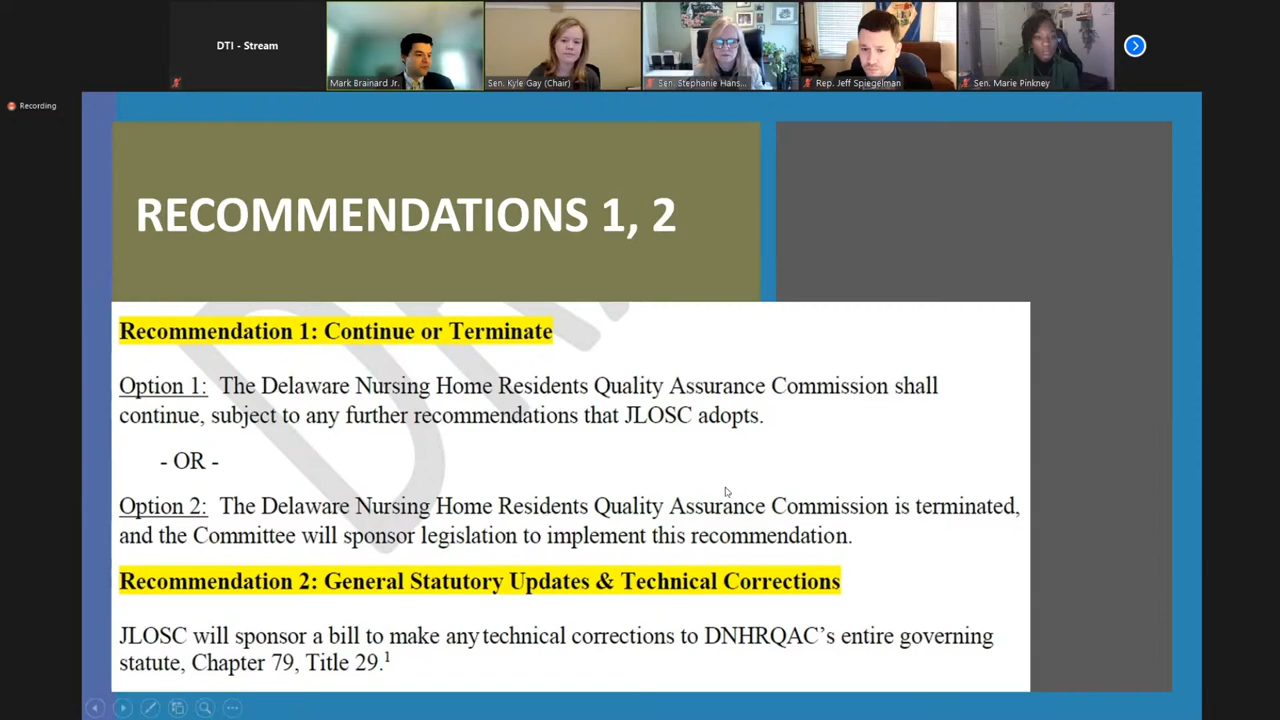 DTI - Stream
Mark Brainard Jr.
Sen. Kyle Gay (Chair)
Sen. Stephanie Hans...
Rep. Jeff Spiegelman
Sen. Marie Pinkney
Recording
RECOMMENDATIONS 1, 2
Recommendation 1: Continue or Terminate
Option 1: The Delaware Nursing Home Residents Quality Assurance Commission shall
continue, subject to any further recommendations that JLOSC adopts.
- OR -
Option 2: The Delaware Nursing Home Residents Quality Assurance Commission is terminated,
and the Committee will sponsor legislation to implement this recommendation.
Recommendation 2: General Statutory Updates & Technical Corrections
JLOSC will sponsor a bill to make any technical corrections to DNHRQAC's entire governing
statute, Chapter 79, Title 29.¹